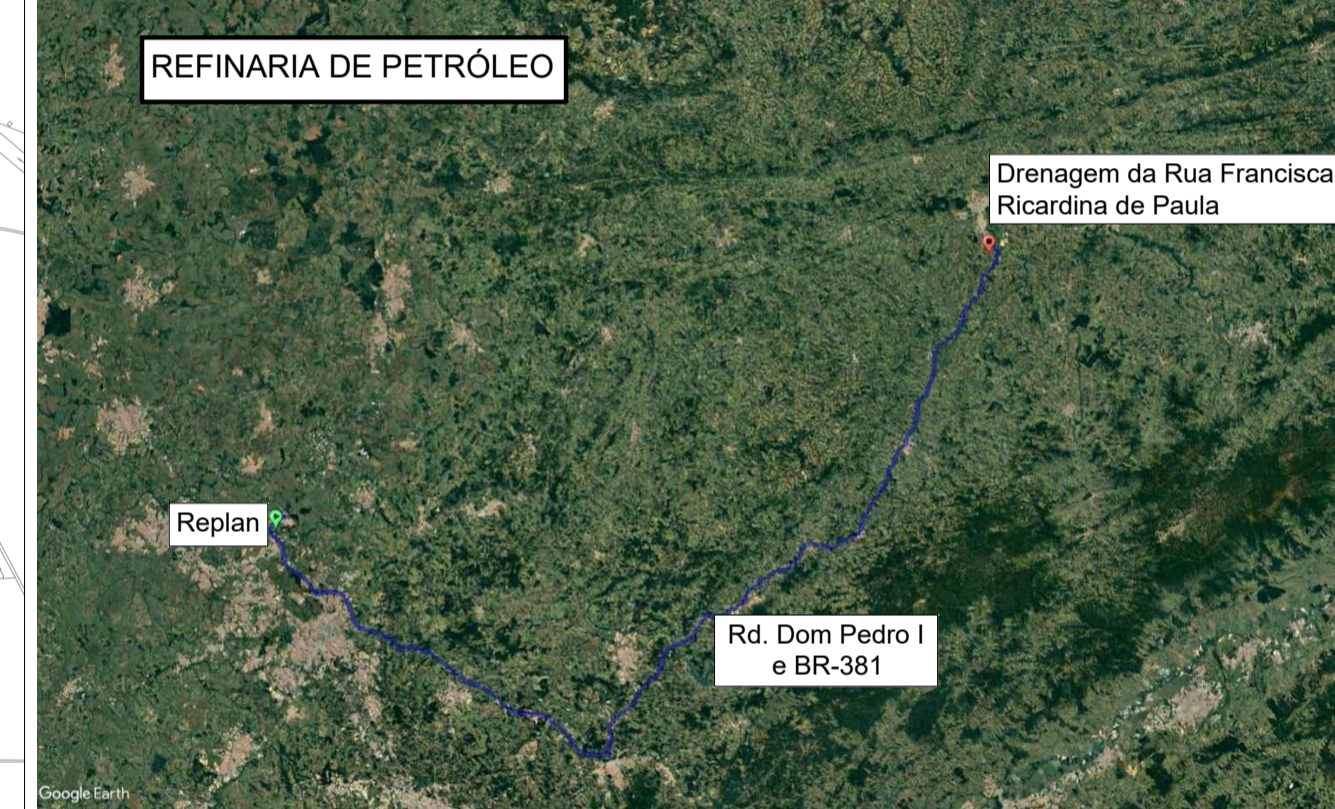 REFINARIA DE PETRÓLEO
Drenagem da Rua Francisca
Ricardina de Paula
Replan
Rd. Dom Pedro I
e BR-381
Google Earth